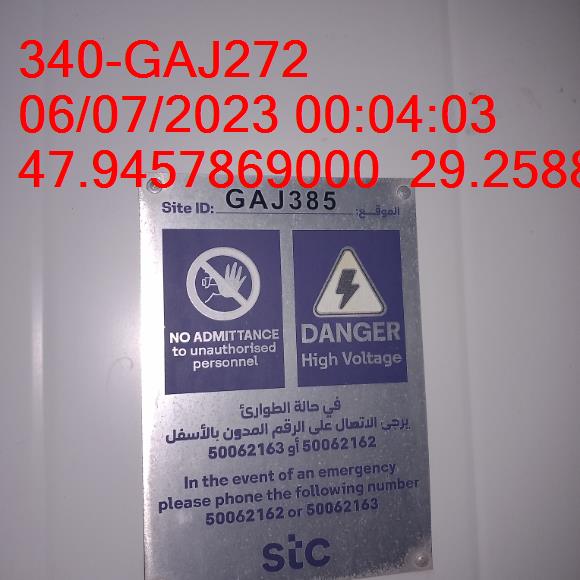 340-GAJ272
06/07/2023 00:04:03
47.9457869000 29.2588
Site ID: GAJ385 الموقع:
NO ADMITTANCE
to unauthorised
personnel
DANGER
High Voltage
في حالة الطوارئ
يرجى الاتصال على الرقم المدون بالأسفل
50062162 أو 50062163
In the event of an emergency
please phone the following number
50062162 or 50062163
stc